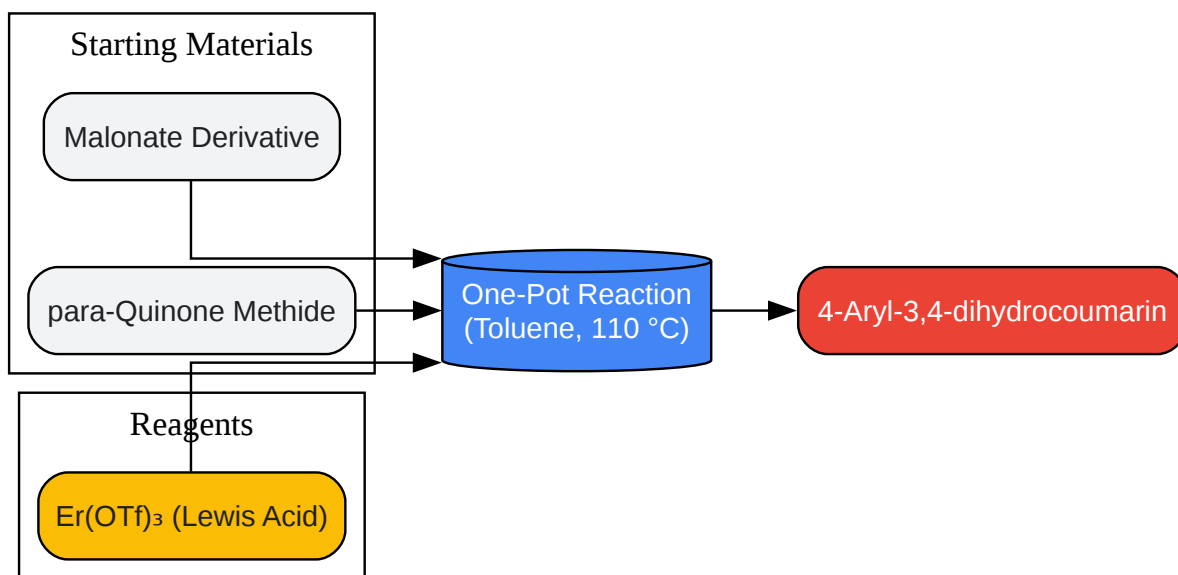 Starting Materials
Malonate Derivative
para-Quinone Methide
One-Pot Reaction
(Toluene, 110 °C)
4-Aryl-3,4-dihydrocoumarin
Reagents
Er(OTf)₃ (Lewis Acid)